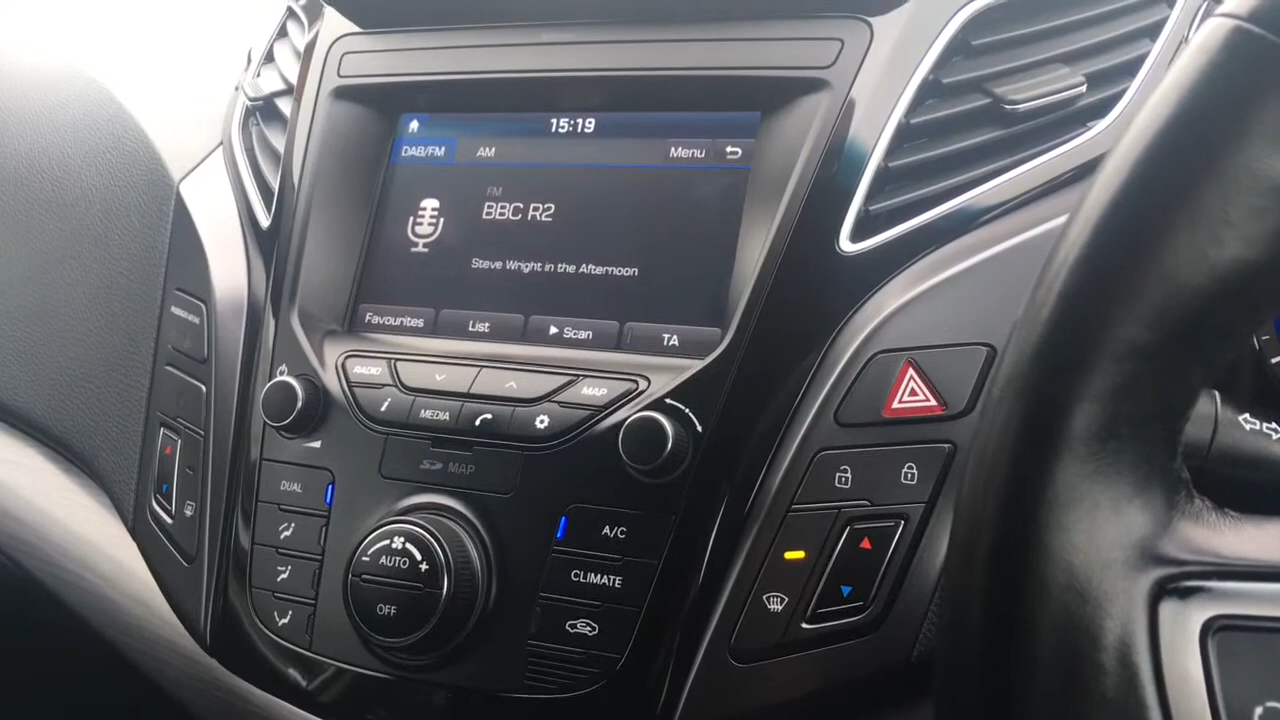 15:19
DAB/FM AM Menu
FM
BBC R2
Steve Wright in the Afternoon
Favourites List Scan TA
RADIO MAP
i MEDIA
SD MAP
DUAL
A/C
AUTO
CLIMATE
OFF